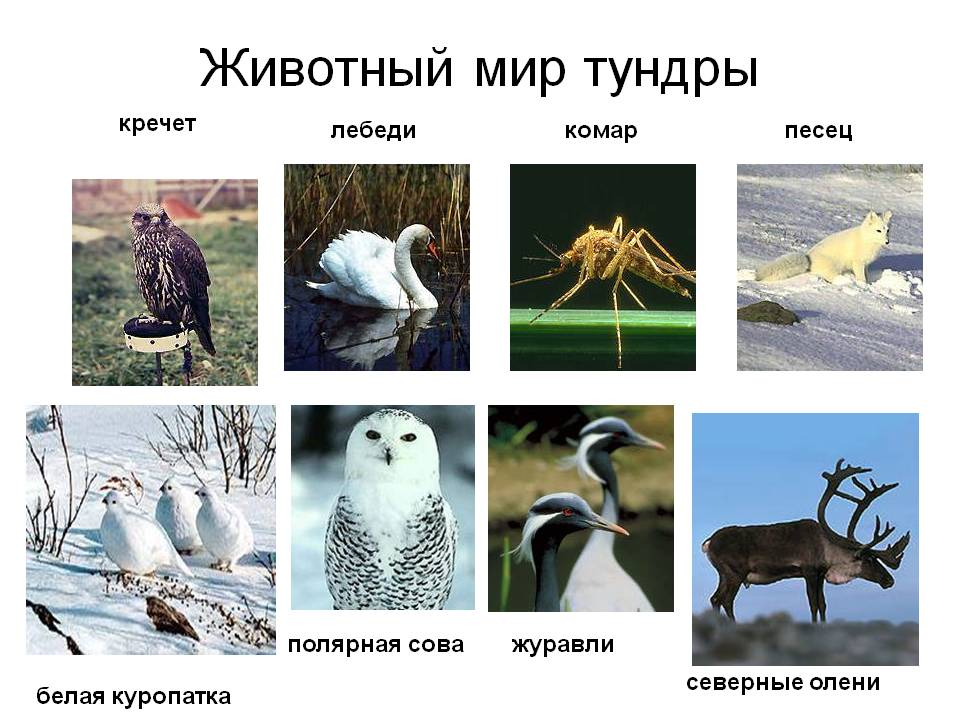 Животный мир тундры
кречет
лебеди
комар
песец
полярная сова
журавли
северные олени
белая куропатка